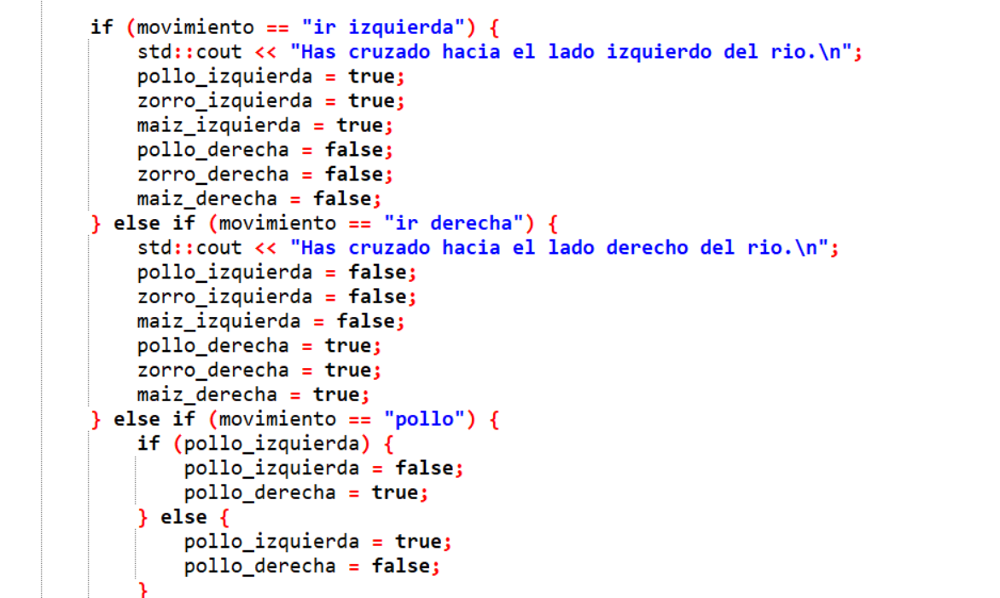 if (movimiento == "ir izquierda") {
std::cout << "Has cruzado hacia el lado izquierdo del rio.\n";
pollo_izquierda = true;
zorro_izquierda = true;
maiz_izquierda = true;
pollo_derecha = false;
zorro_derecha = false;
maiz_derecha = false;
} else if (movimiento == "ir derecha") {
std::cout << "Has cruzado hacia el lado derecho del rio.\n";
pollo_izquierda = false;
zorro_izquierda = false;
maiz_izquierda = false;
pollo_derecha = true;
zorro_derecha = true;
maiz_derecha = true;
} else if (movimiento == "pollo") {
if (pollo_izquierda) {
pollo_izquierda = false;
pollo_derecha = true;
} else {
pollo_izquierda = true;
pollo_derecha = false;
}